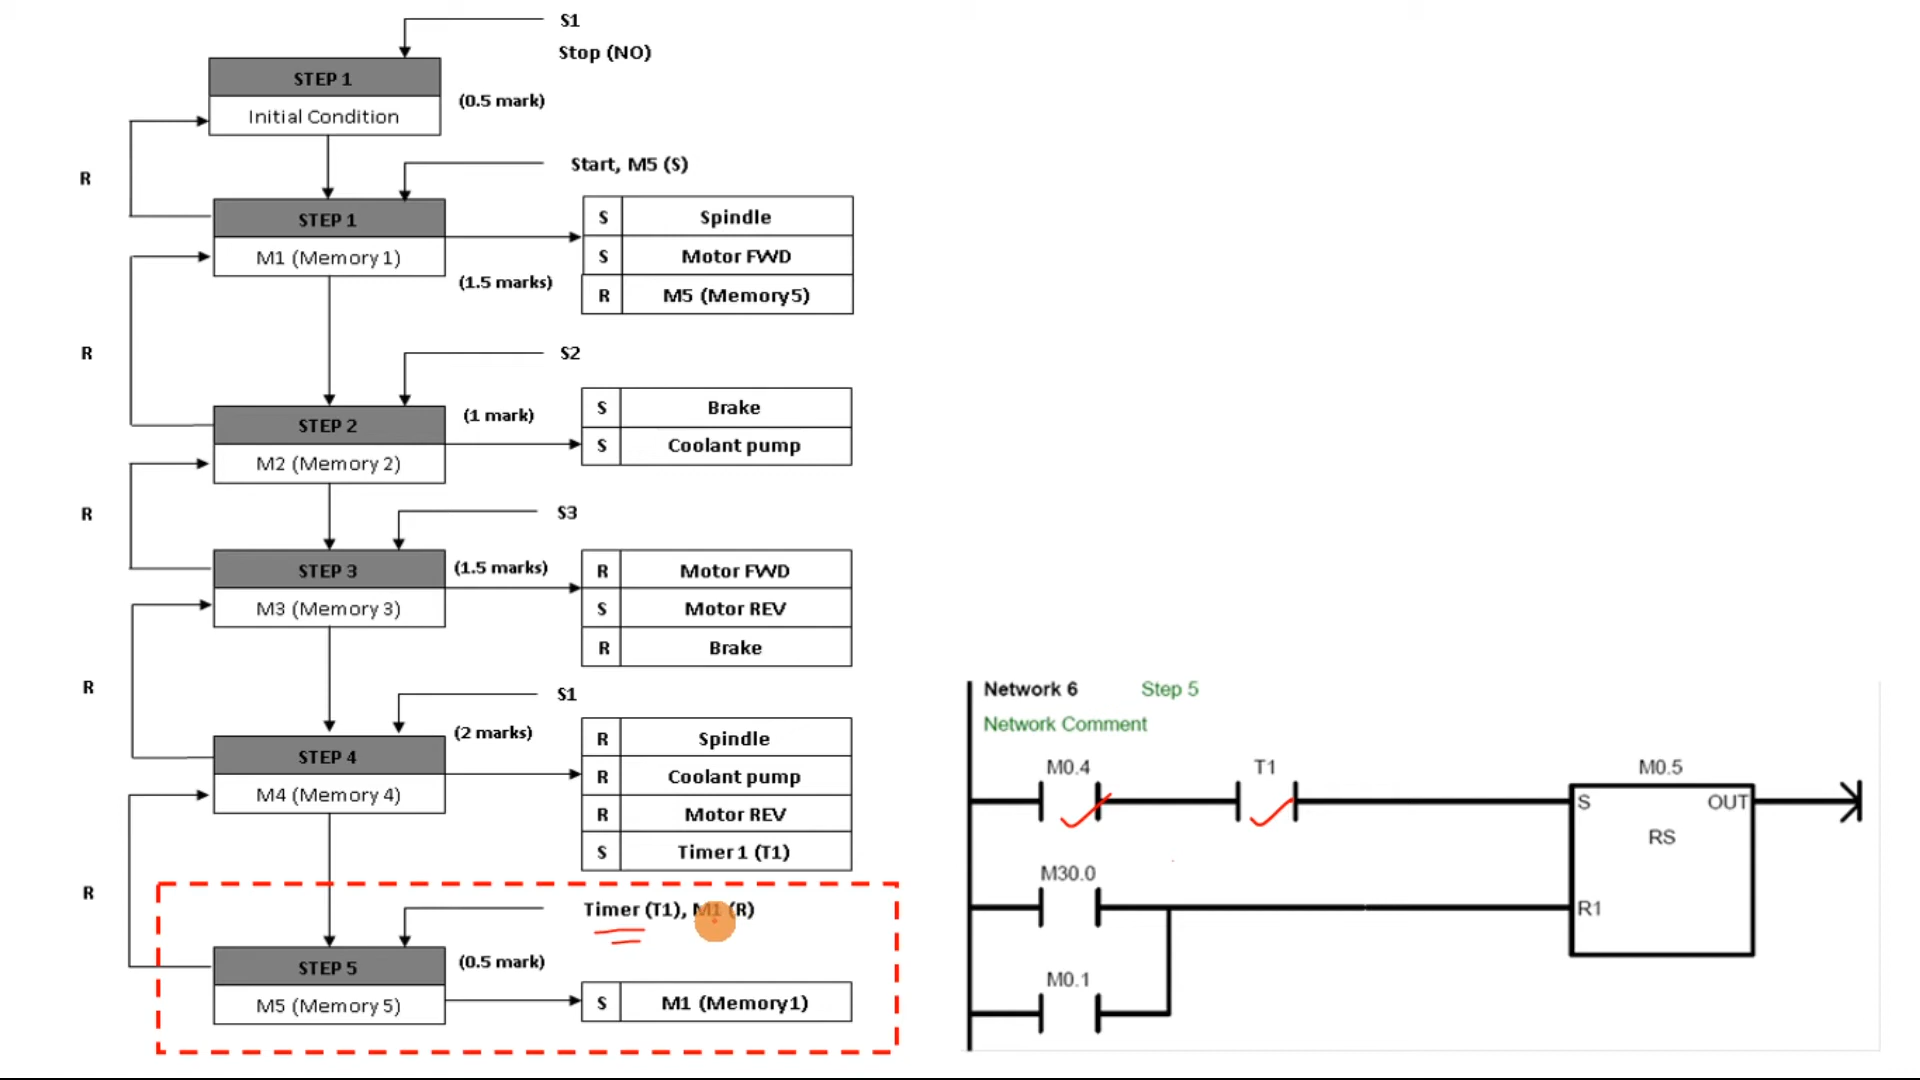 S1
Stop (NO)
STEP 1
(0.5 mark)
Initial Condition
R
Start, M5 (S)
STEP 1
M1 (Memory 1)
(1.5 marks)
S Spindle
S Motor FWD
R M5 (Memory5)
R
S2
STEP 2
(1 mark)
M2 (Memory 2)
S Brake
S Coolant pump
R
S3
STEP 3
(1.5 marks)
M3 (Memory 3)
R Motor FWD
S Motor REV
R Brake
R
S1
(2 marks)
STEP 4
M4 (Memory 4)
R Spindle
R Coolant pump
R Motor REV
S Timer 1 (T1)
R
Timer (T1), M1 (R)
STEP 5
(0.5 mark)
M5 (Memory 5)
S M1 (Memory1)
Network 6 Step 5
Network Comment
M0.4 T1 M0.5
S OUT
RS
M30.0
R1
M0.1